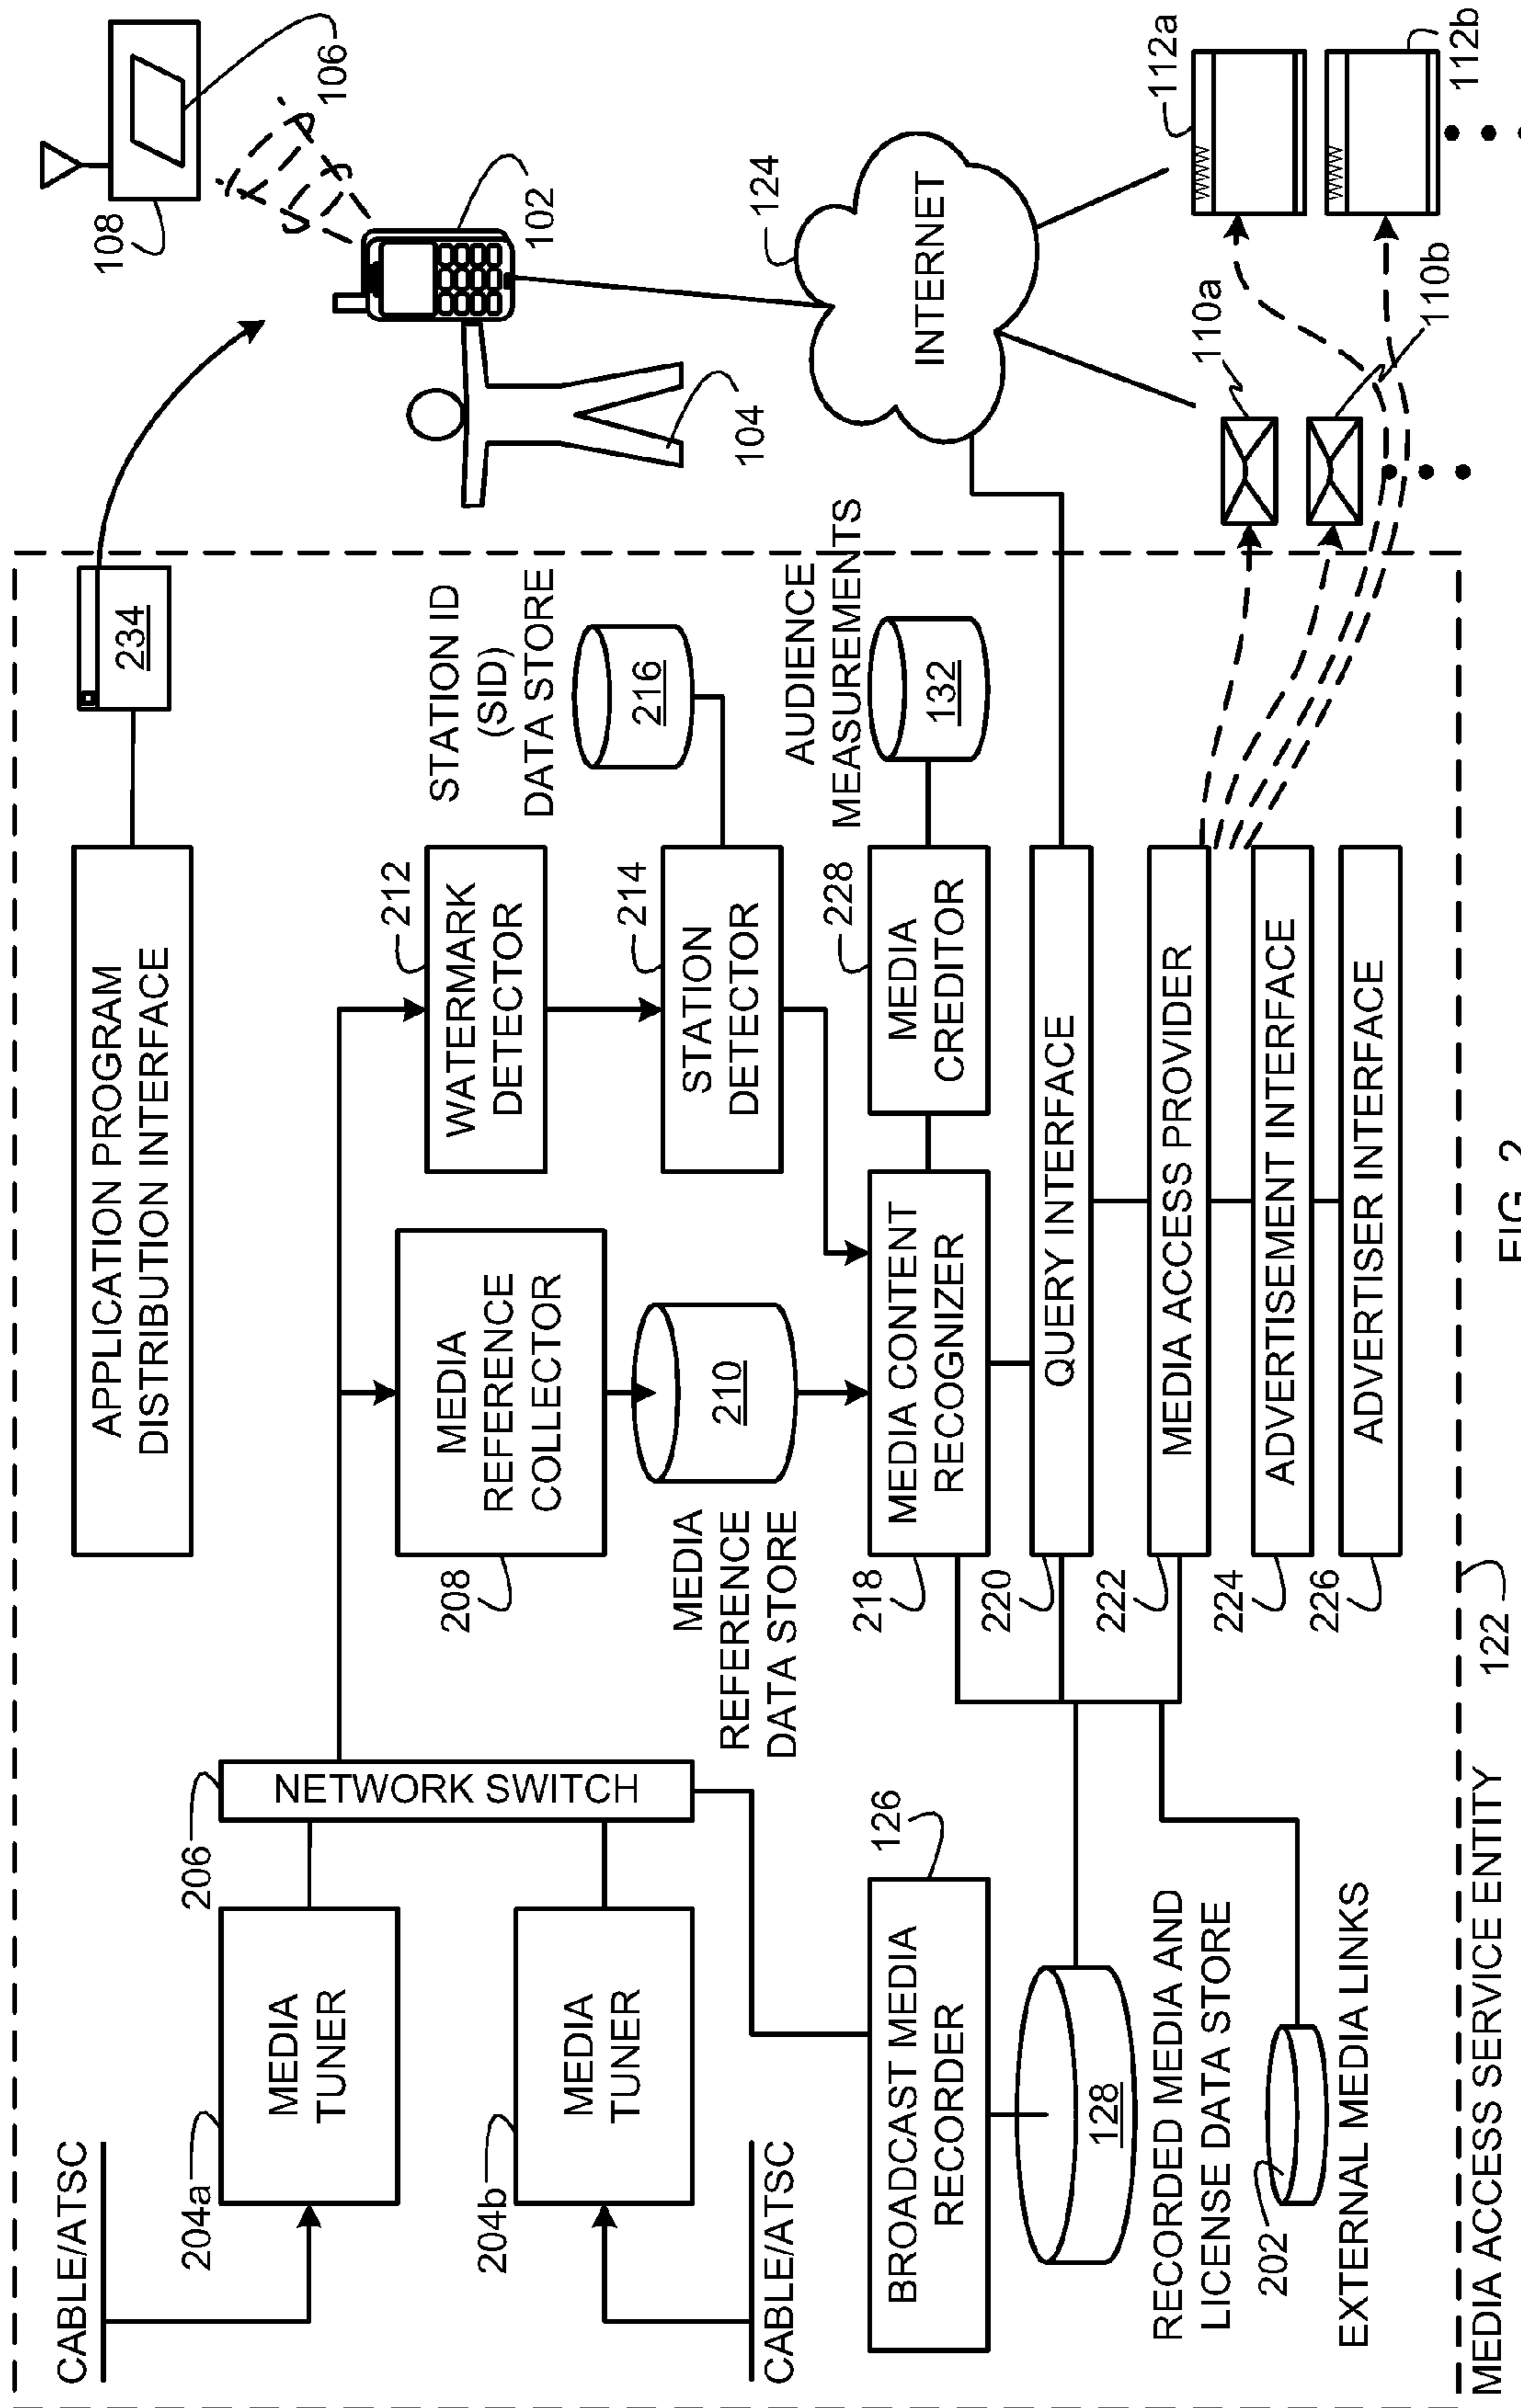 CABLE/ATSC
204a
MEDIA
TUNER
204b
MEDIA
TUNER
CABLE/ATSC
206
NETWORK SWITCH
126
BROADCAST MEDIA
RECORDER
128
RECORDED MEDIA AND
LICENSE DATA STORE
202
EXTERNAL MEDIA LINKS
MEDIA ACCESS SERVICE ENTITY
122
APPLICATION PROGRAM
DISTRIBUTION INTERFACE
234
208
MEDIA
REFERENCE
COLLECTOR
210
MEDIA
REFERENCE
DATA STORE
212
WATERMARK
DETECTOR
214
STATION
DETECTOR
STATION ID
(SID)
DATA STORE
216
218
MEDIA CONTENT
RECOGNIZER
228
MEDIA
CREDITOR
AUDIENCE
MEASUREMENTS
132
220
QUERY INTERFACE
222
MEDIA ACCESS PROVIDER
224
ADVERTISEMENT INTERFACE
226
ADVERTISER INTERFACE
108
106
102
104
124
INTERNET
110a
110b
112a
112b
FIG. 2